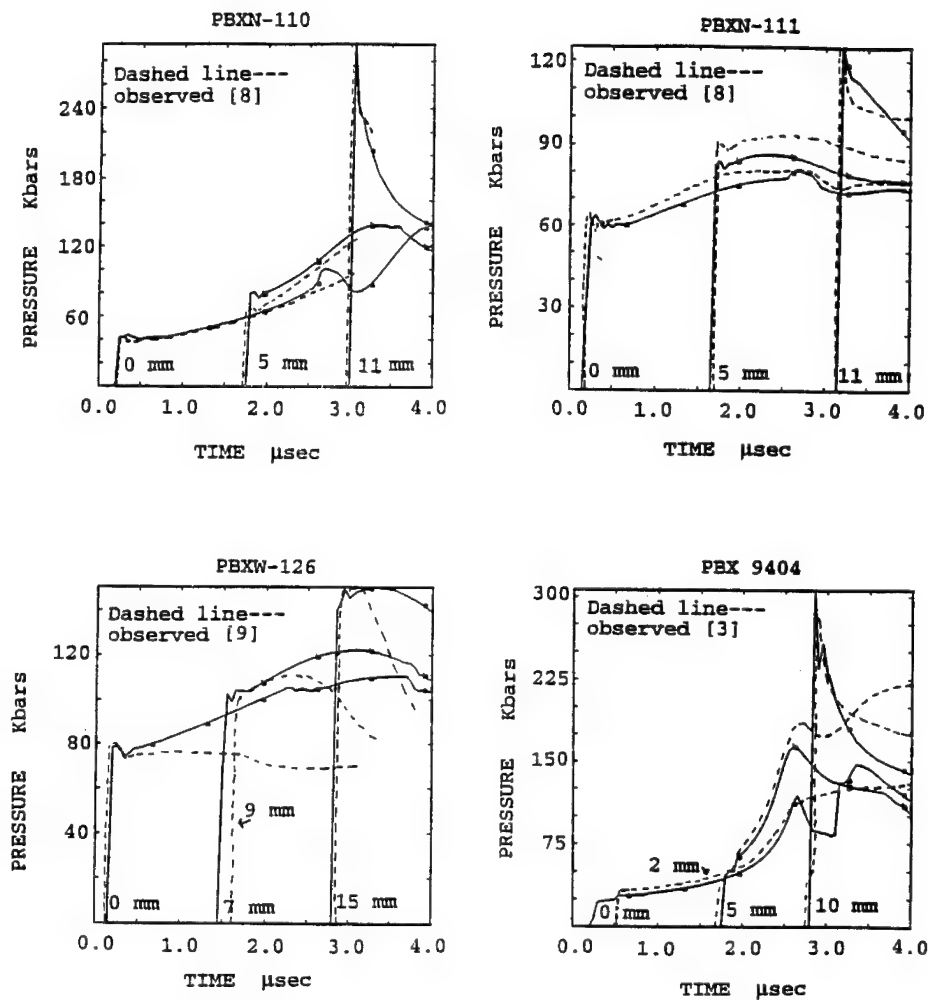 PBXN-110
Dashed line---
observed [8]
PRESSURE Kbars
240
180
120
60
0 mm
5 mm
11 mm
0.0 1.0 2.0 3.0 4.0
TIME μsec
PBXN-111
Dashed line---
observed [8]
PRESSURE Kbars
120
90
60
30
0 mm
5 mm
11 mm
0.0 1.0 2.0 3.0 4.0
TIME μsec
PBXW-126
Dashed line---
observed [9]
PRESSURE Kbars
120
80
40
9 mm
0 mm
7 mm
15 mm
0.0 1.0 2.0 3.0 4.0
TIME μsec
PBX 9404
Dashed line---
observed [3]
PRESSURE Kbars
300
225
150
75
2 mm
0 mm
5 mm
10 mm
0.0 1.0 2.0 3.0 4.0
TIME μsec